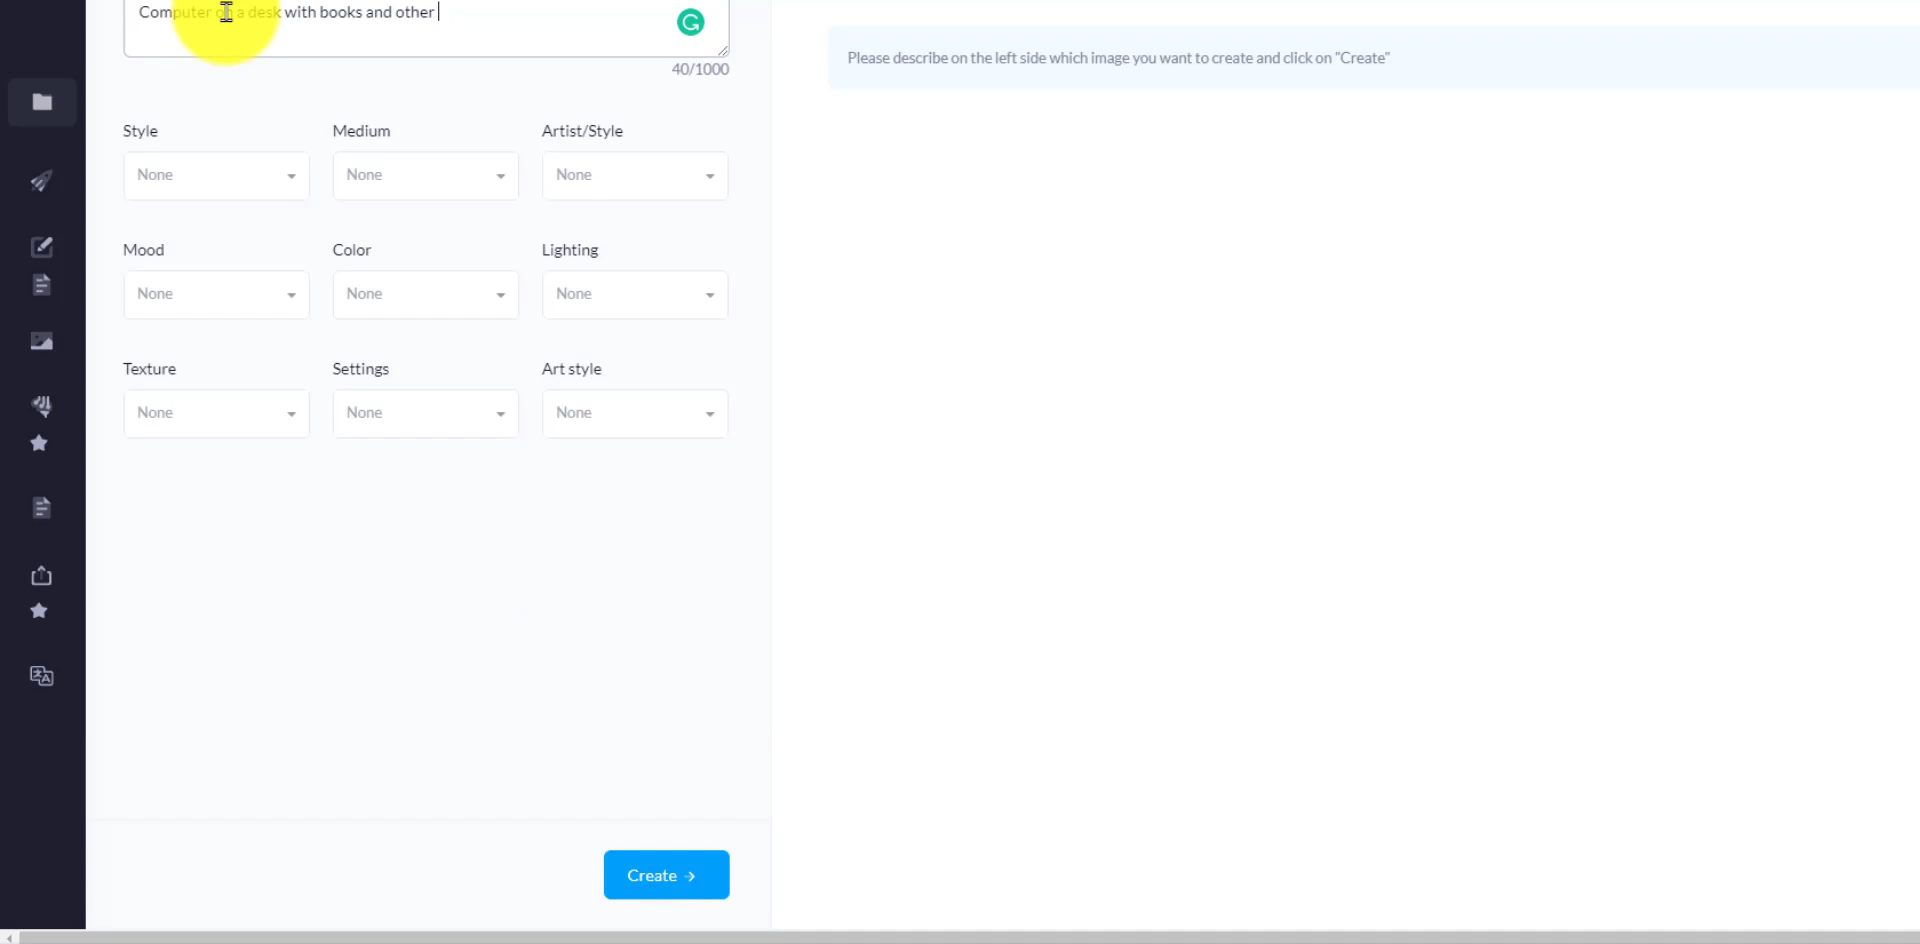 Computer on a desk with books and other
40/1000
Please describe on the left side which image you want to create and click on "Create"
Style Medium Artist/Style
None None None
Mood Color Lighting
None None None
Texture Settings Art style
None None None
Create →